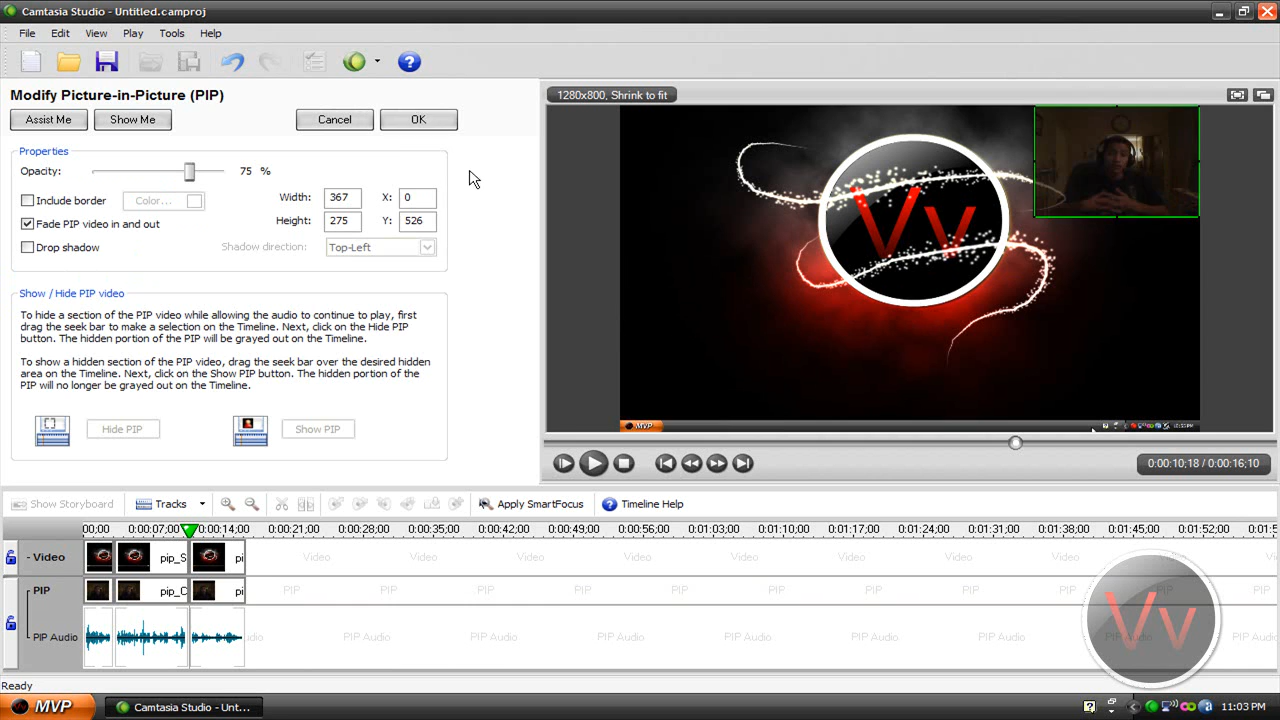 Camtasia Studio - Untitled.camproj
File Edit View Play Tools Help
Modify Picture-in-Picture (PIP)
Assist Me Show Me Cancel OK
Properties
Opacity: 75 %
Include border Color... Width: 367 X: 0
Fade PIP video in and out Height: 275 Y: 526
Drop shadow Shadow direction: Top-Left
Show / Hide PIP video
To hide a section of the PIP video while allowing the audio to continue to play, first
drag the seek bar to make a selection on the Timeline. Next, click on the Hide PIP
button. The hidden portion of the PIP will be grayed out on the Timeline.
To show a hidden section of the PIP video, drag the seek bar over the desired hidden
area on the Timeline. Next, click on the Show PIP button. The hidden portion of the
PIP will no longer be grayed out on the Timeline.
Hide PIP Show PIP
1280x800, Shrink to fit
Vv
MVP
0:00:10;18 / 0:00:16;10
Show Storyboard Tracks Apply SmartFocus Timeline Help
00:00 0:00:07;00 0:00:14;00 0:00:21;00 0:00:28;00 0:00:35;00 0:00:42;00 0:00:49;00 0:00:56;00 0:01:03;00 0:01:10;00 0:01:17;00 0:01:24;00 0:01:31;00 0:01:38;00 0:01:45;00 0:01:52;00 0:01:5
- Video pip_S pi Video Video Video Video Video Video Video Video
PIP pip_C pi PIP PIP PIP PIP PIP PIP PIP PIP
PIP Audio udio PIP Audio PIP Audio PIP Audio PIP Audio PIP Audio PIP Audio PIP Audio PIP Audio
Vv
Ready
MVP Camtasia Studio - Unt... 11:03 PM